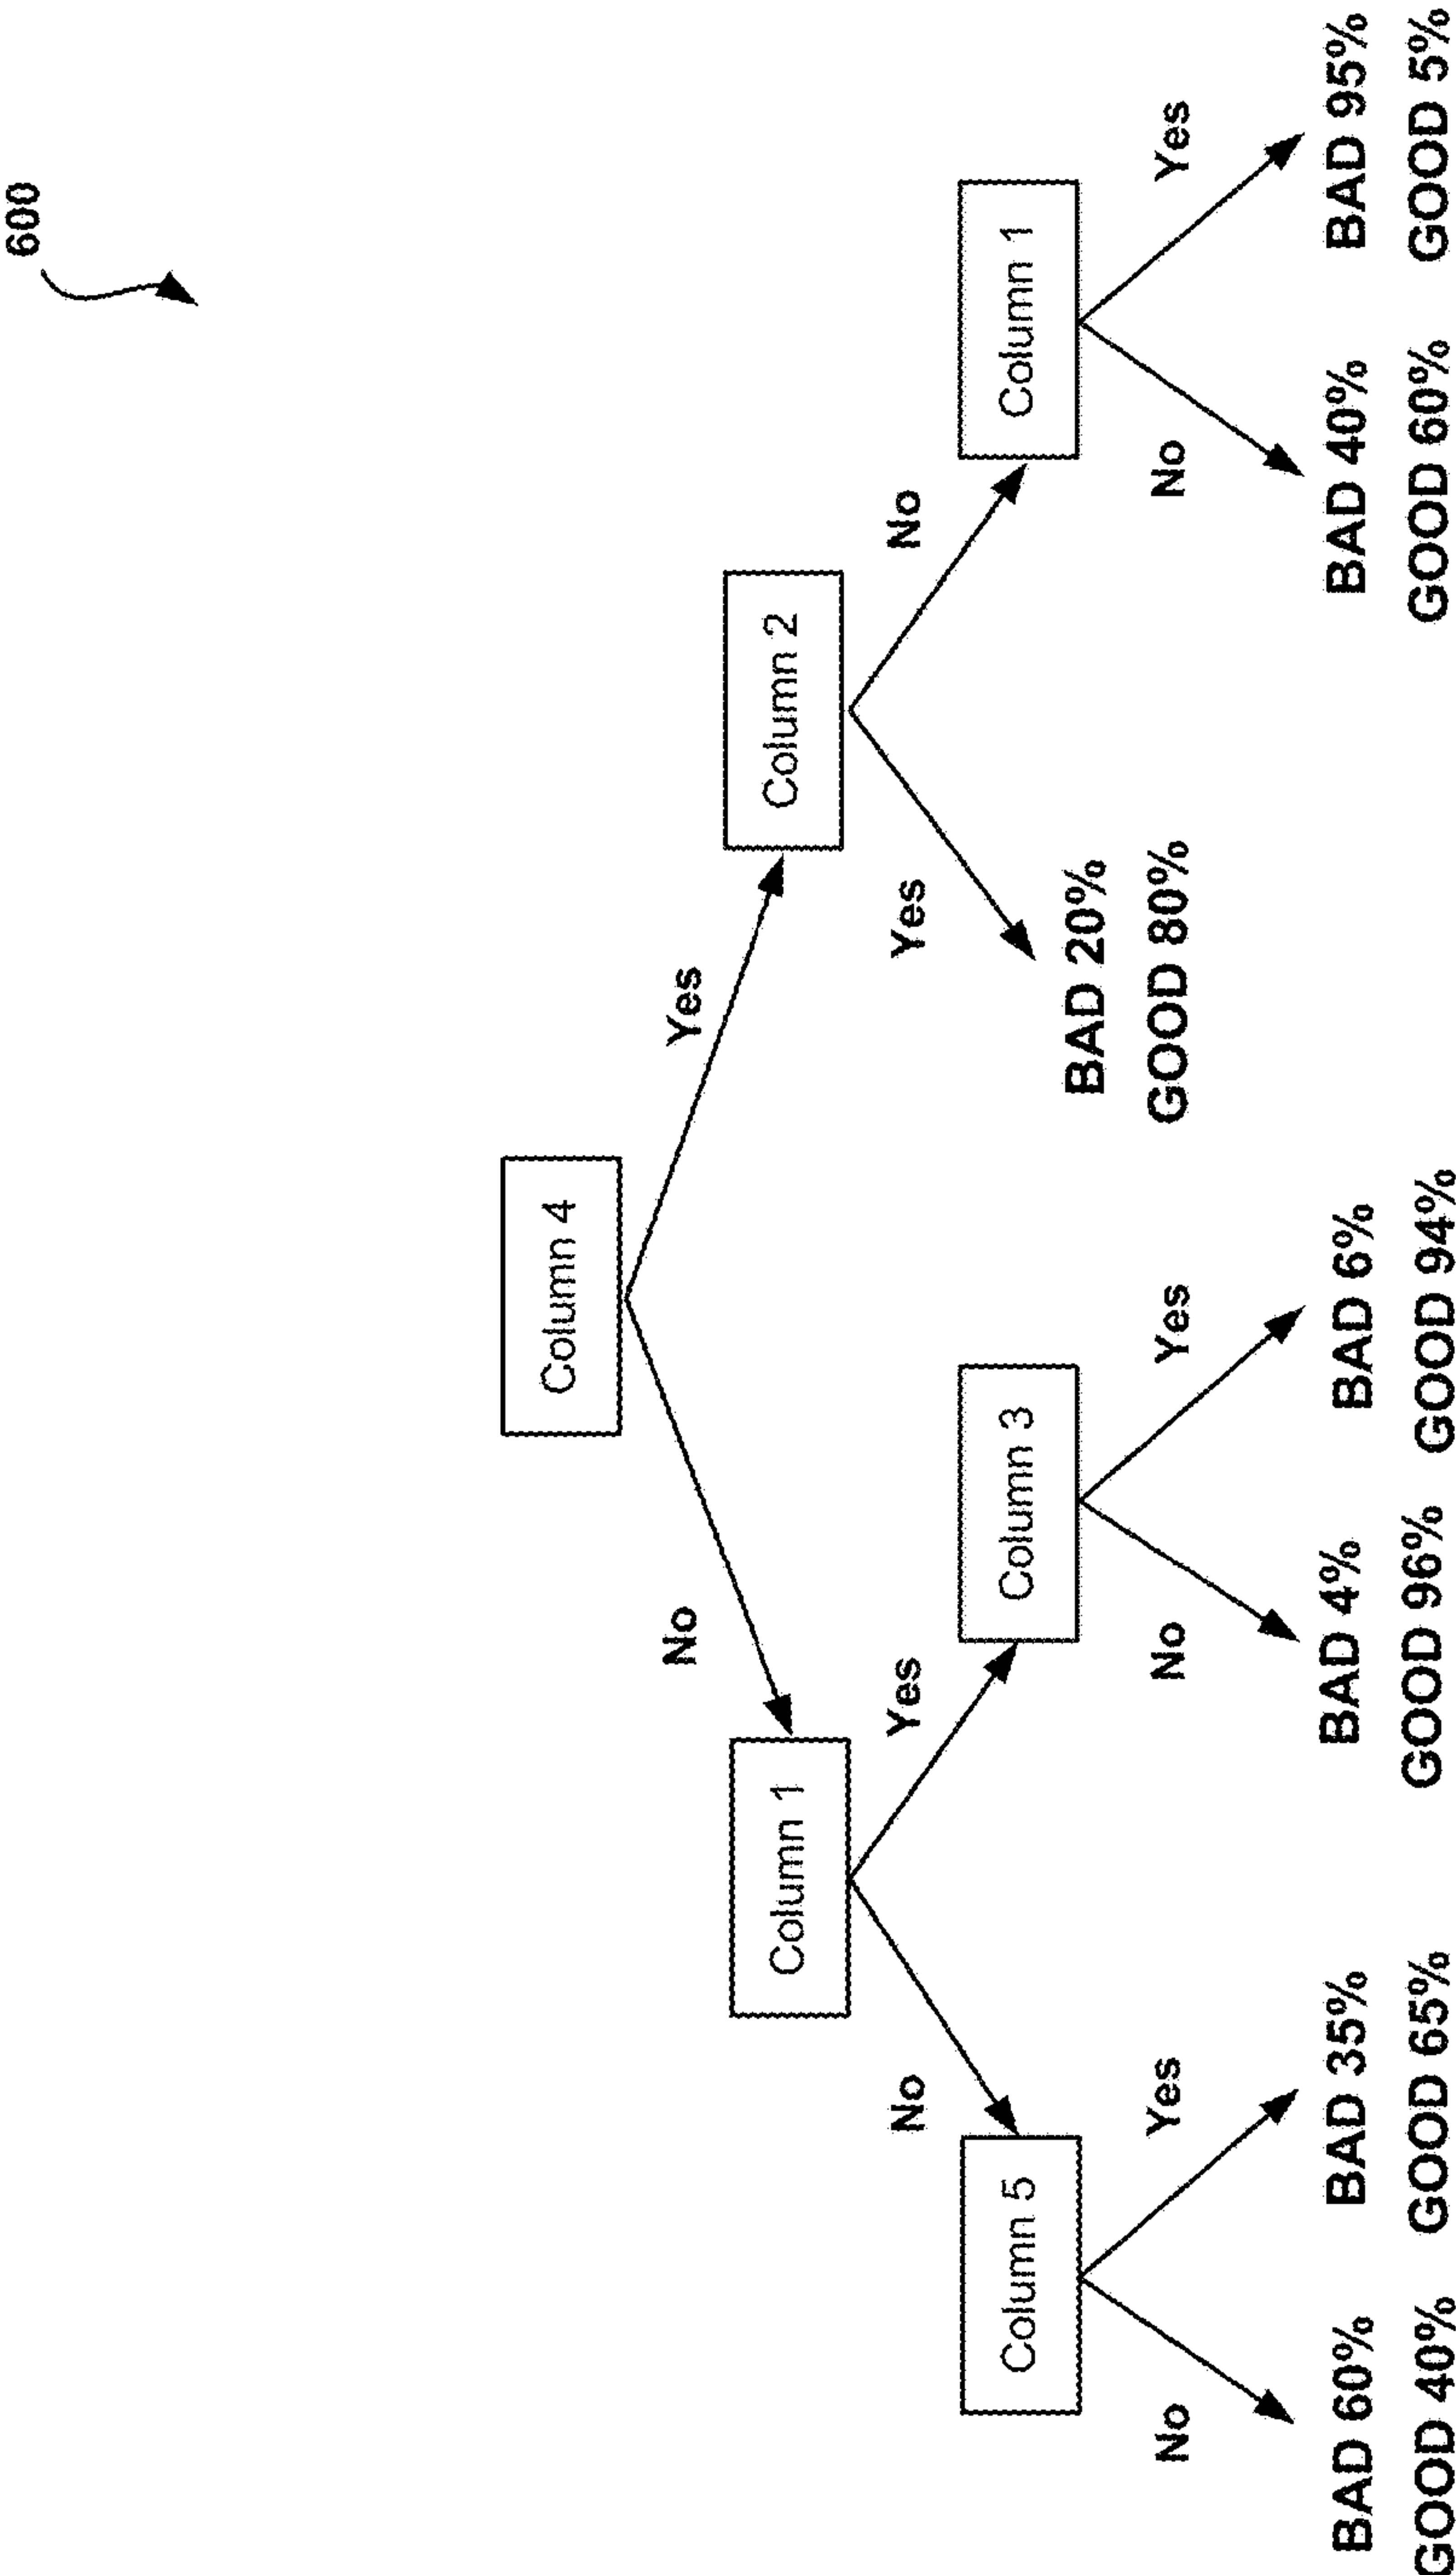 600
Column 4
No
Yes
Column 1
Column 2
No
Yes
Yes
No
Column 5
Column 3
BAD 20%
GOOD 80%
Column 1
No
Yes
No
Yes
No
Yes
BAD 60%
GOOD 40%
BAD 35%
GOOD 65%
BAD 4%
GOOD 96%
BAD 6%
GOOD 94%
BAD 40%
GOOD 60%
BAD 95%
GOOD 5%